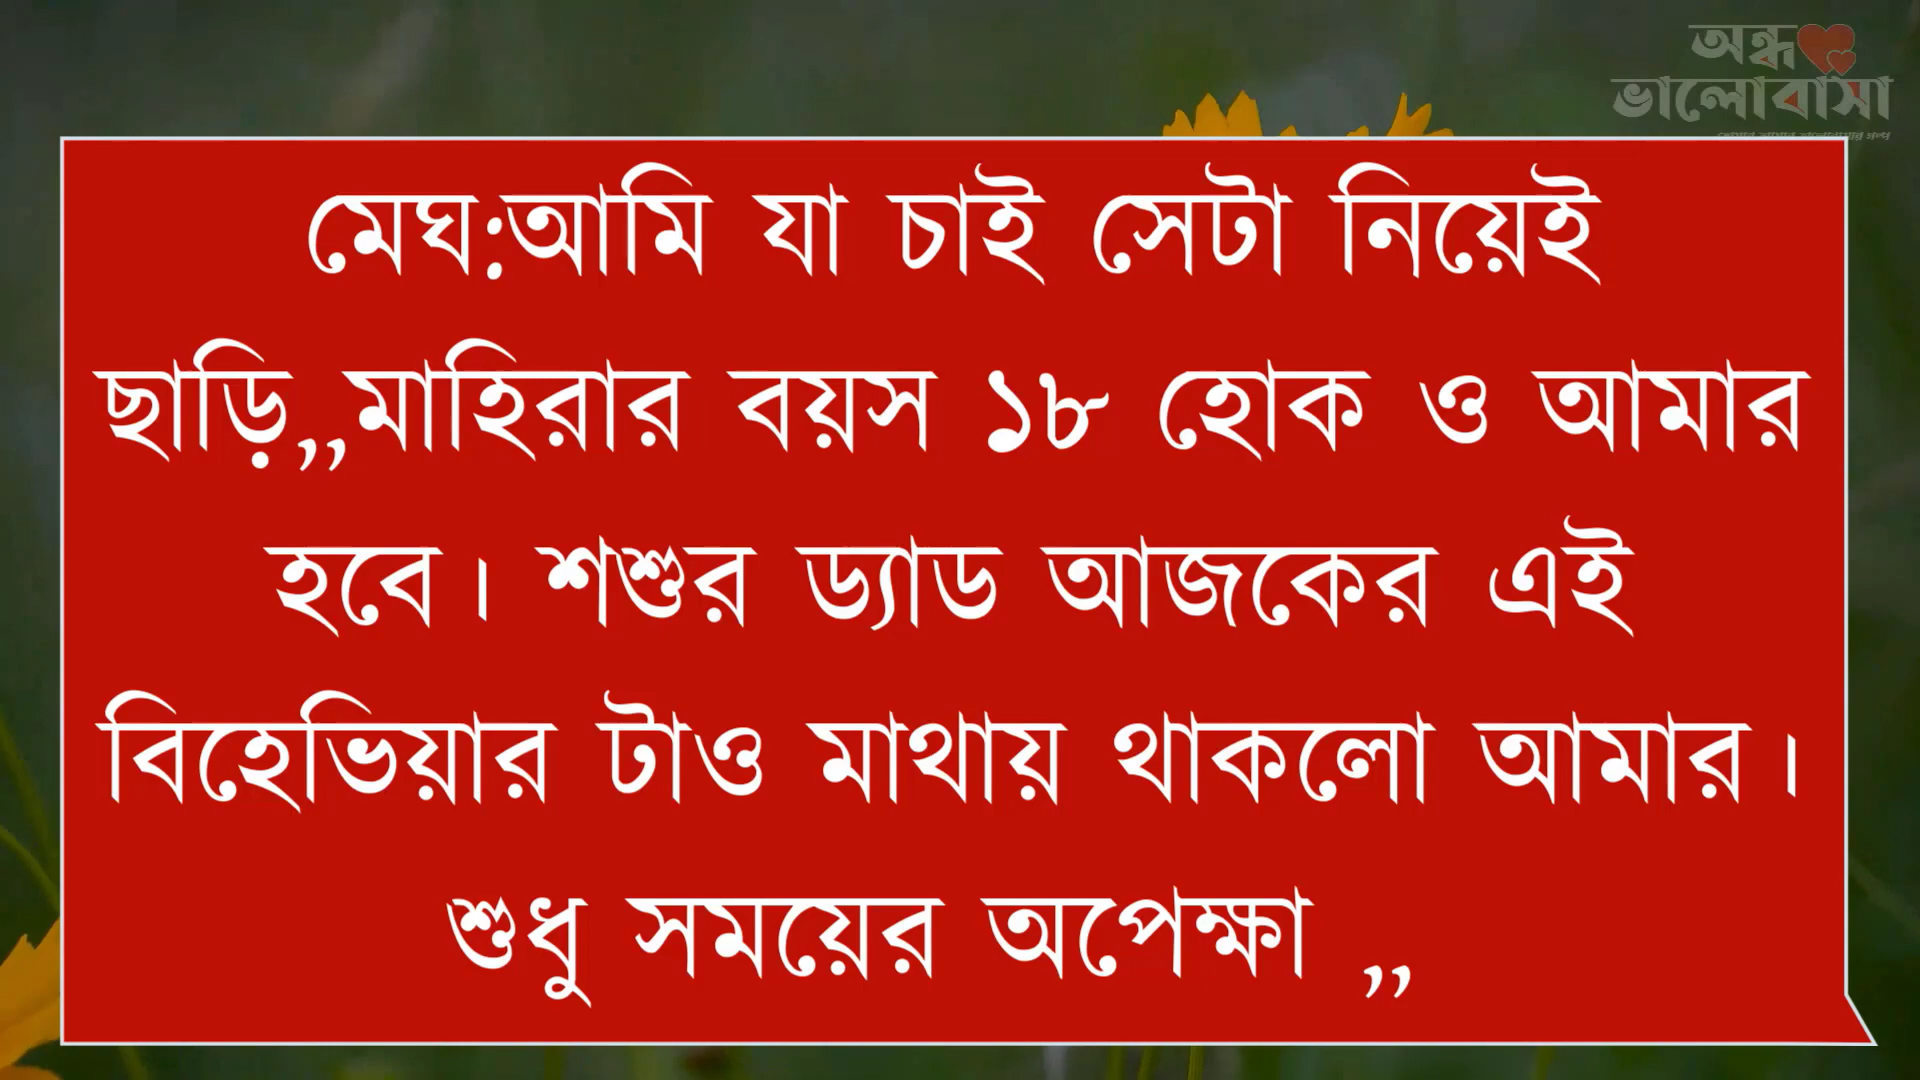 অন্ধ
ভালোবাসা
মেঘ:আমি যা চাই সেটা নিয়েই
ছাড়ি,,মাহিরার বয়স ১৮ হোক ও আমার
হবে। শশুর ড্যাড আজকের এই
বিহেভিয়ার টাও মাথায় থাকলো আমার।
শুধু সময়ের অপেক্ষা ,,